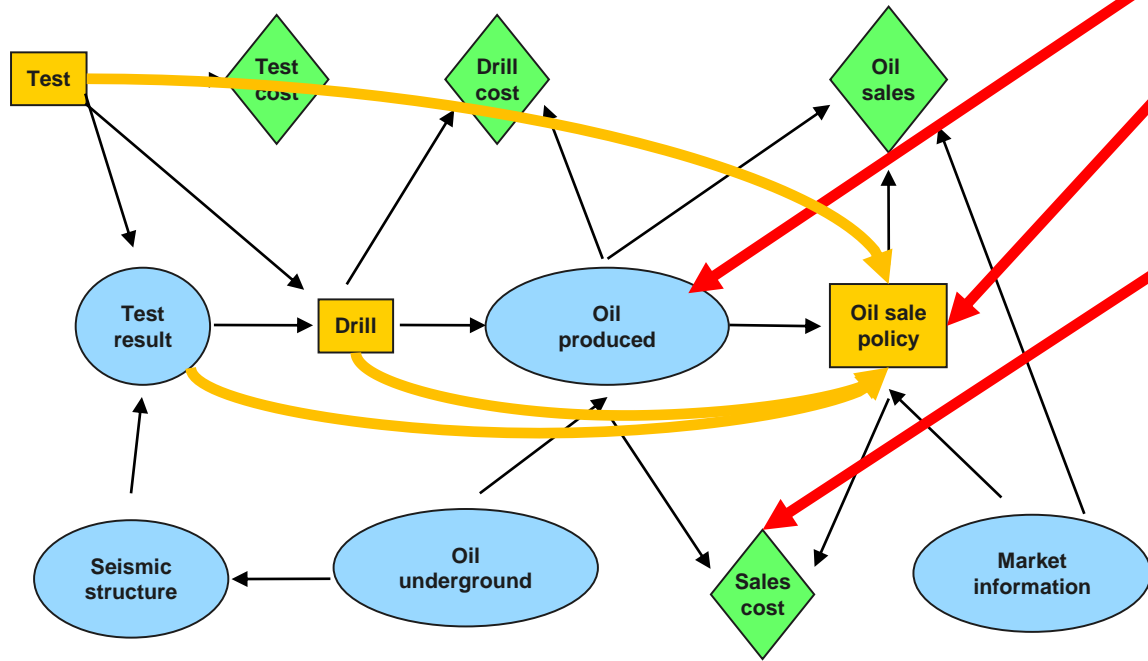 Test
Test
cost
Drill
cost
Oil
sales
Test
result
Drill
Oil
produced
Oil sale
policy
Seismic
structure
Oil
underground
Sales
cost
Market
information